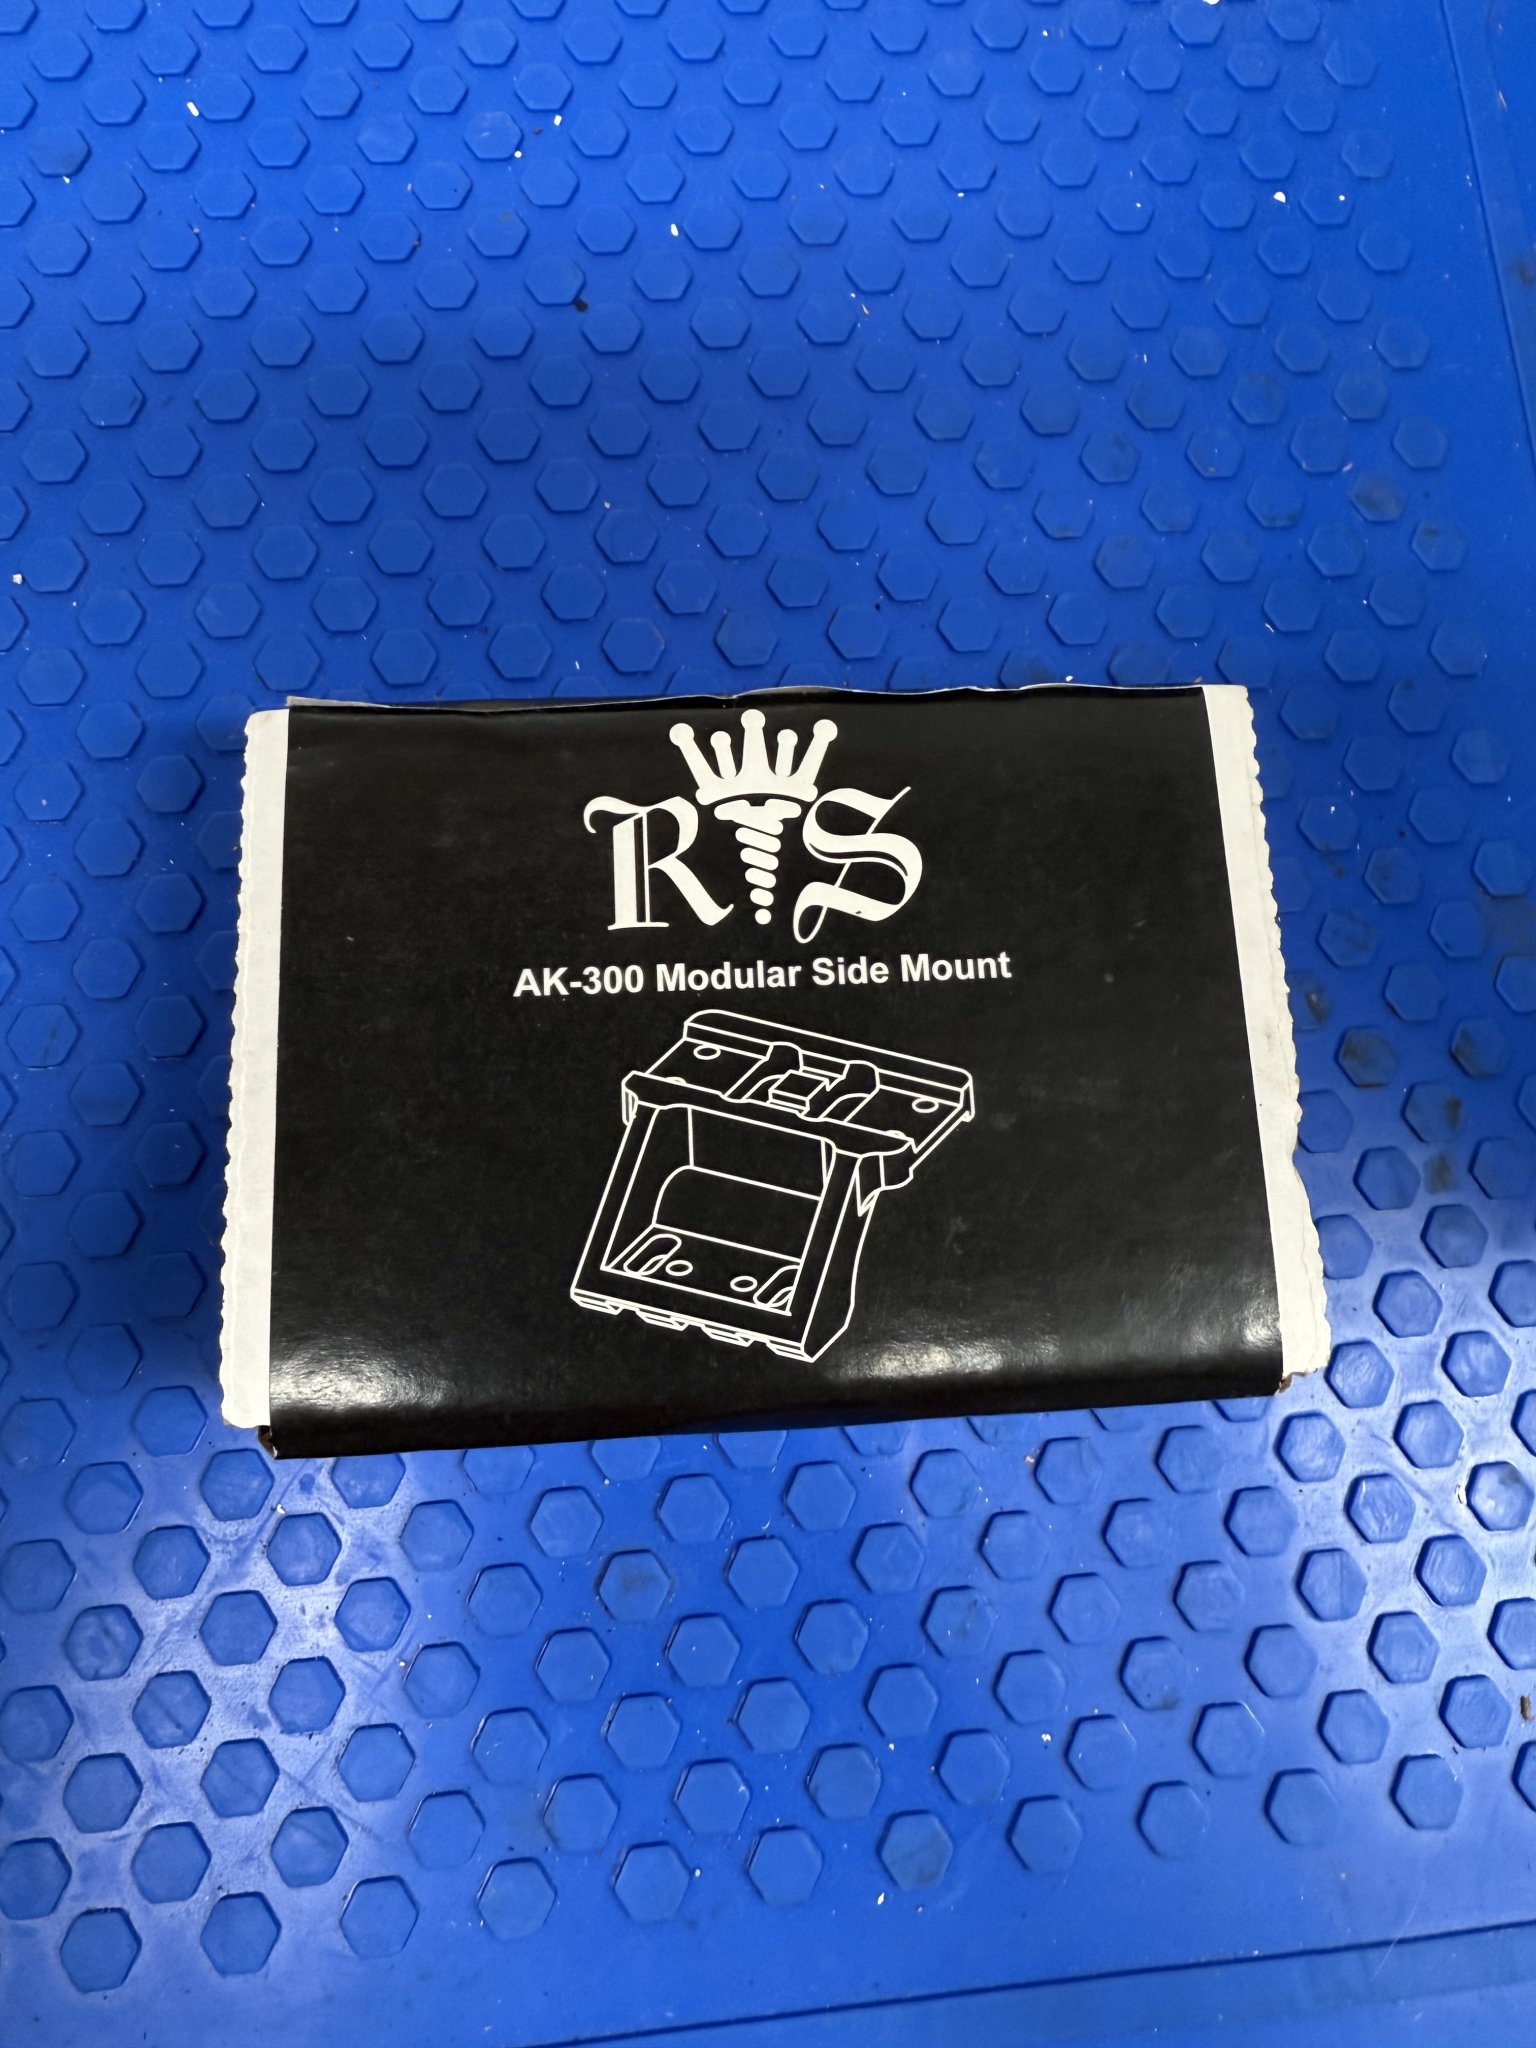 RS
AK-300 Modular Side Mount